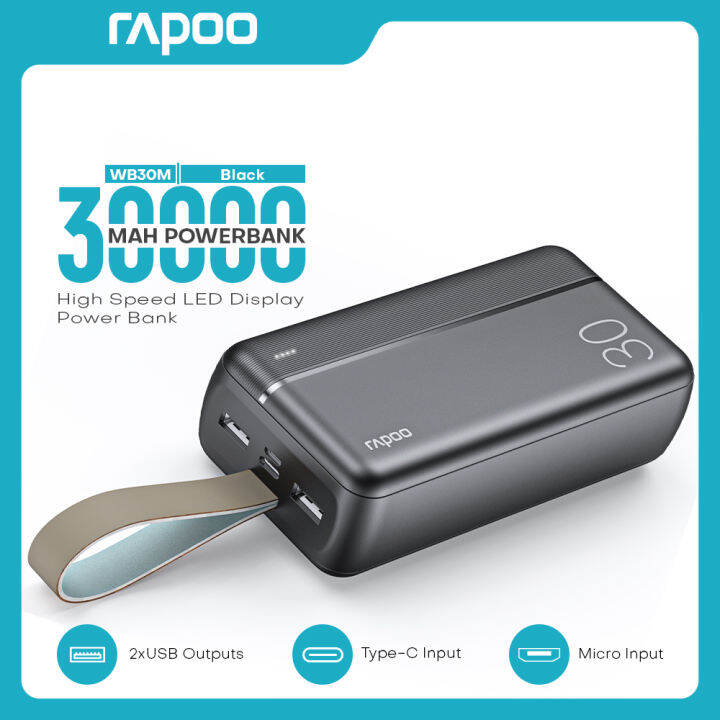 rapoo
WB30M Black
30000
MAH POWERBANK
High Speed LED Display
Power Bank
30
rapoo
2xUSB Outputs
Type-C Input
Micro Input